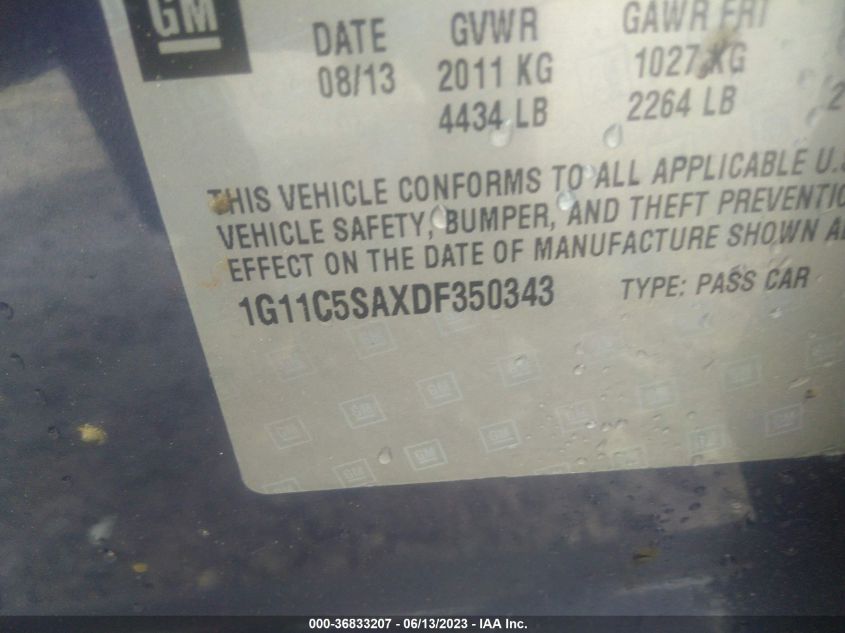 GM
DATE GVWR GAWR FRT
08/13 2011 KG 1027 KG
4434 LB 2264 LB 2
THIS VEHICLE CONFORMS TO ALL APPLICABLE U.S
VEHICLE SAFETY, BUMPER, AND THEFT PREVENTIO
EFFECT ON THE DATE OF MANUFACTURE SHOWN A
1G11C5SAXDF350343 TYPE: PASS CAR
000-36833207 - 06/13/2023 - IAA Inc.